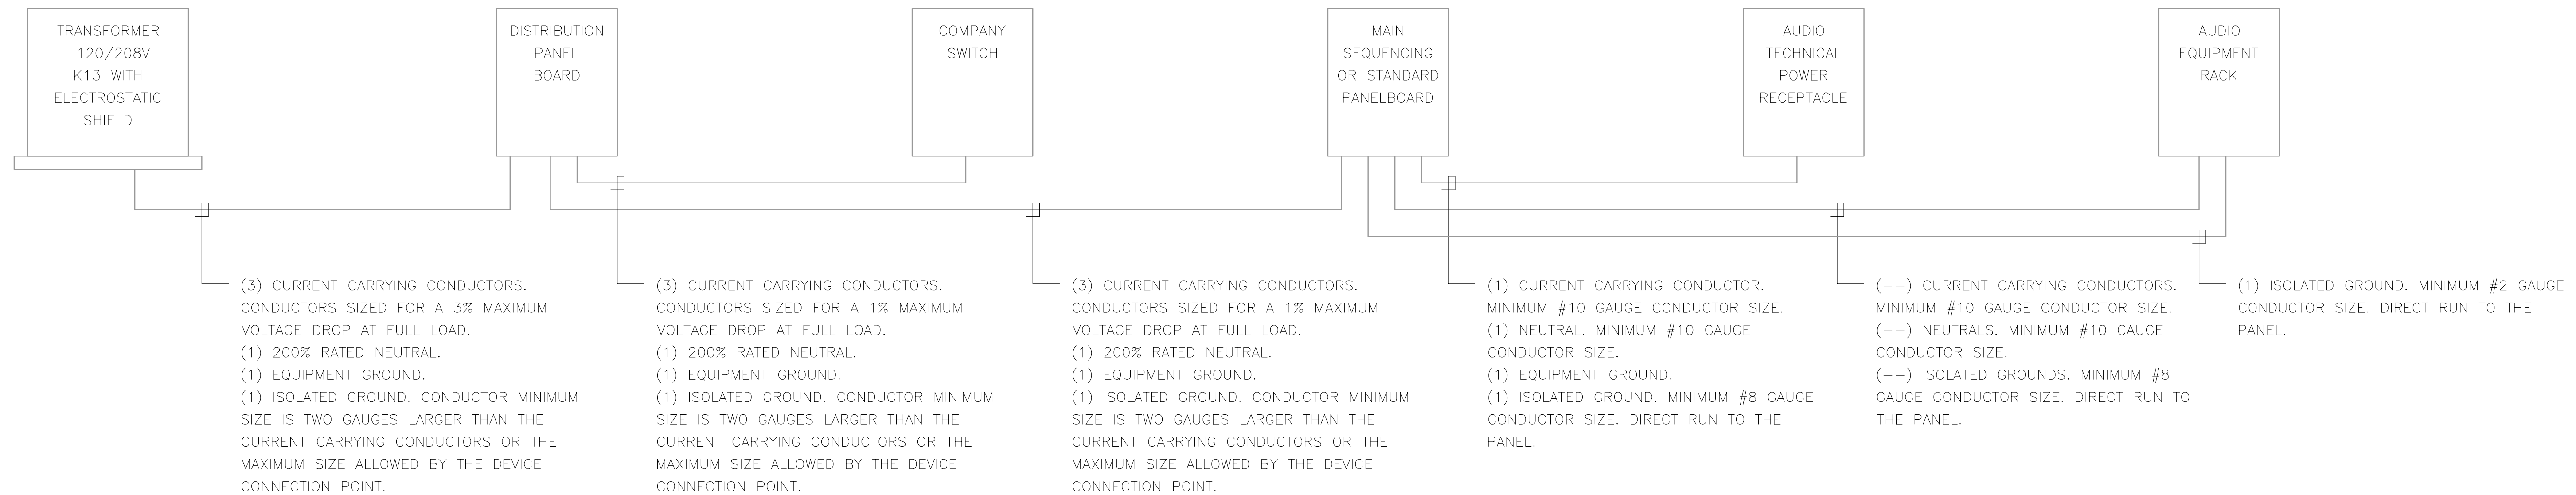 TRANSFORMER
120/208V
K13 WITH
ELECTROSTATIC
SHIELD
DISTRIBUTION
PANEL
BOARD
COMPANY
SWITCH
MAIN
SEQUENCING
OR STANDARD
PANELBOARD
AUDIO
TECHNICAL
POWER
RECEPTACLE
AUDIO
EQUIPMENT
RACK
(3) CURRENT CARRYING CONDUCTORS.
CONDUCTORS SIZED FOR A 3% MAXIMUM
VOLTAGE DROP AT FULL LOAD.
(1) 200% RATED NEUTRAL.
(1) EQUIPMENT GROUND.
(1) ISOLATED GROUND. CONDUCTOR MINIMUM
SIZE IS TWO GAUGES LARGER THAN THE
CURRENT CARRYING CONDUCTORS OR THE
MAXIMUM SIZE ALLOWED BY THE DEVICE
CONNECTION POINT.
(3) CURRENT CARRYING CONDUCTORS.
CONDUCTORS SIZED FOR A 1% MAXIMUM
VOLTAGE DROP AT FULL LOAD.
(1) 200% RATED NEUTRAL.
(1) EQUIPMENT GROUND.
(1) ISOLATED GROUND. CONDUCTOR MINIMUM
SIZE IS TWO GAUGES LARGER THAN THE
CURRENT CARRYING CONDUCTORS OR THE
MAXIMUM SIZE ALLOWED BY THE DEVICE
CONNECTION POINT.
(3) CURRENT CARRYING CONDUCTORS.
CONDUCTORS SIZED FOR A 1% MAXIMUM
VOLTAGE DROP AT FULL LOAD.
(1) 200% RATED NEUTRAL.
(1) EQUIPMENT GROUND.
(1) ISOLATED GROUND. CONDUCTOR MINIMUM
SIZE IS TWO GAUGES LARGER THAN THE
CURRENT CARRYING CONDUCTORS OR THE
MAXIMUM SIZE ALLOWED BY THE DEVICE
CONNECTION POINT.
(1) CURRENT CARRYING CONDUCTOR.
MINIMUM #10 GAUGE CONDUCTOR SIZE.
(1) NEUTRAL. MINIMUM #10 GAUGE
CONDUCTOR SIZE.
(1) EQUIPMENT GROUND.
(1) ISOLATED GROUND. MINIMUM #8 GAUGE
CONDUCTOR SIZE. DIRECT RUN TO THE
PANEL.
(--) CURRENT CARRYING CONDUCTORS.
MINIMUM #10 GAUGE CONDUCTOR SIZE.
(--) NEUTRALS. MINIMUM #10 GAUGE
CONDUCTOR SIZE.
(--) ISOLATED GROUNDS. MINIMUM #8
GAUGE CONDUCTOR SIZE. DIRECT RUN TO
THE PANEL.
(1) ISOLATED GROUND. MINIMUM #2 GAUGE
CONDUCTOR SIZE. DIRECT RUN TO THE
PANEL.